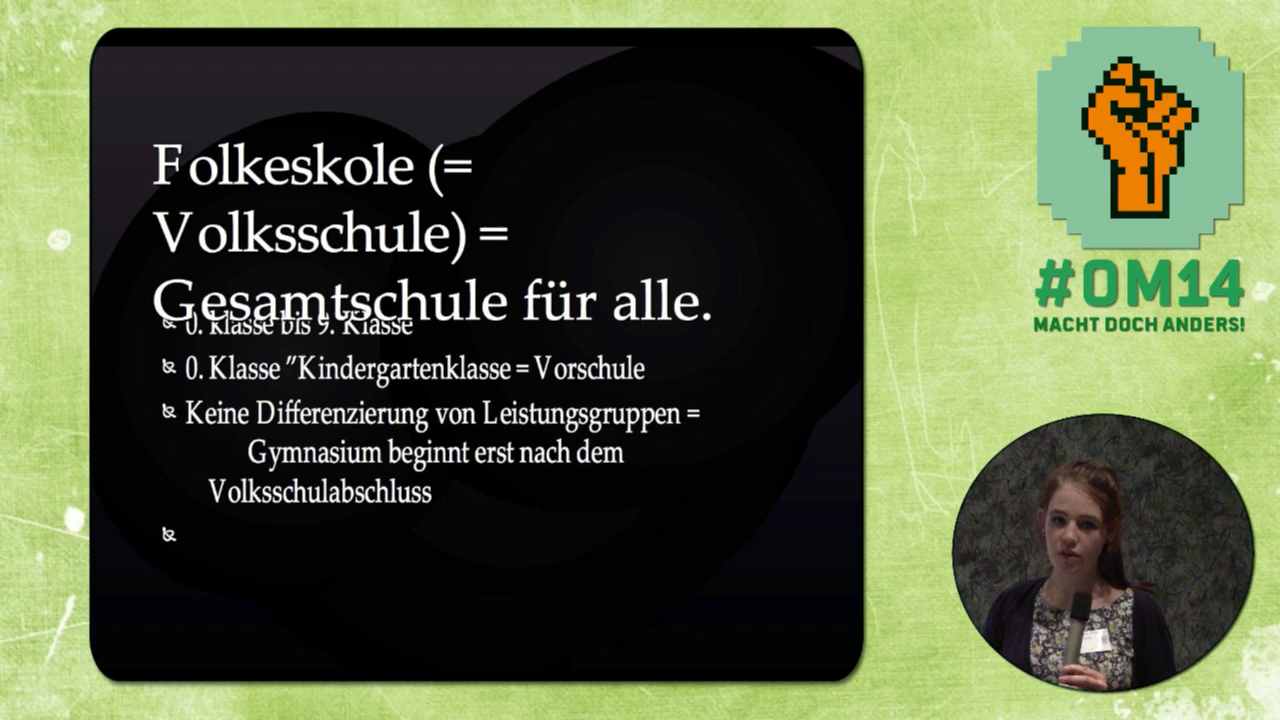 Folkeskole (=
Volksschule) =
Gesamtschule für alle.
0. klasse bis 9. Klasse
0. Klasse ”Kindergartenklasse = Vorschule
Keine Differenzierung von Leistungsgruppen =
Gymnasium beginnt erst nach dem
Volksschulabschluss
#OM14
MACHT DOCH ANDERS!